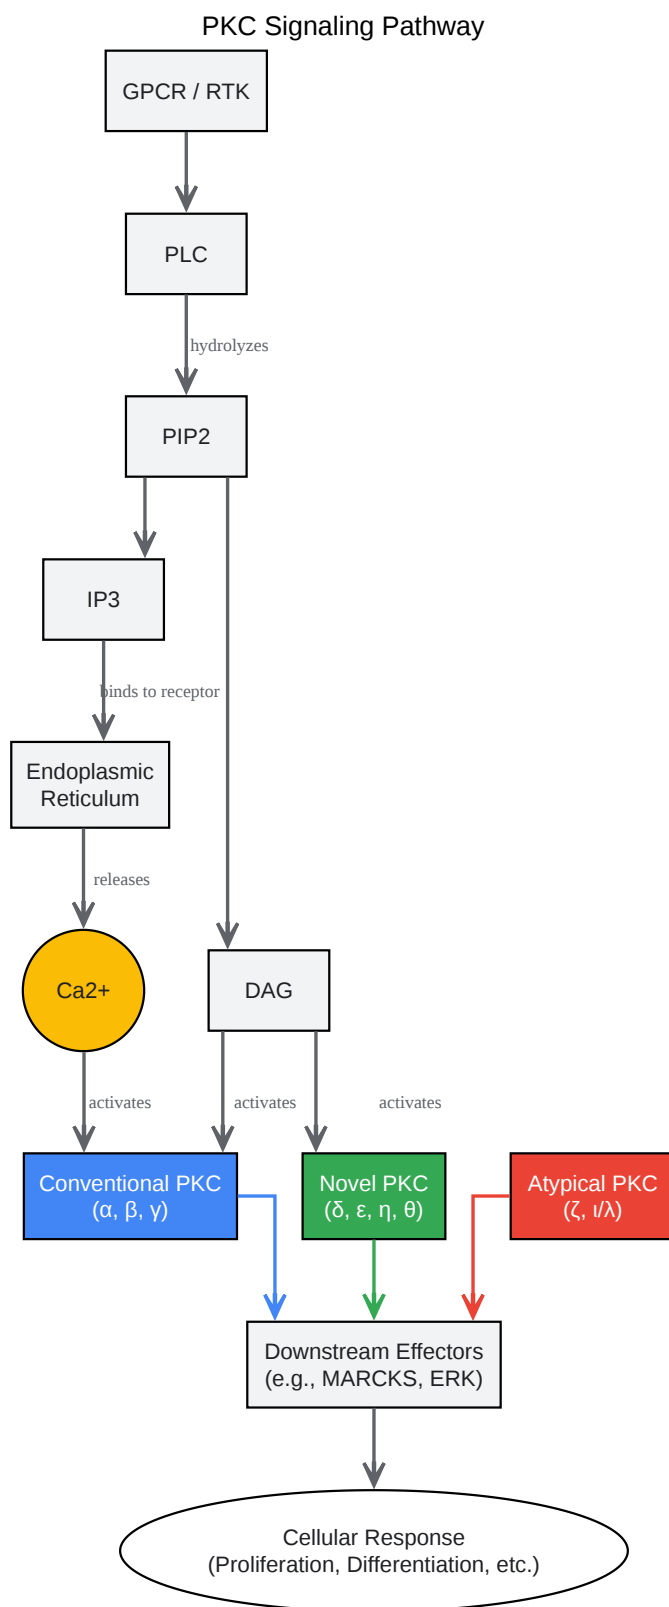 PKC Signaling Pathway
GPCR / RTK
PLC
hydrolyzes
PIP2
IP3
binds to receptor
Endoplasmic
Reticulum
releases
Ca2+
DAG
activates
activates
activates
Conventional PKC
(α, β, γ)
Novel PKC
(δ, ε, η, θ)
Atypical PKC
(ζ, ι/λ)
Downstream Effectors
(e.g., MARCKS, ERK)
Cellular Response
(Proliferation, Differentiation, etc.)